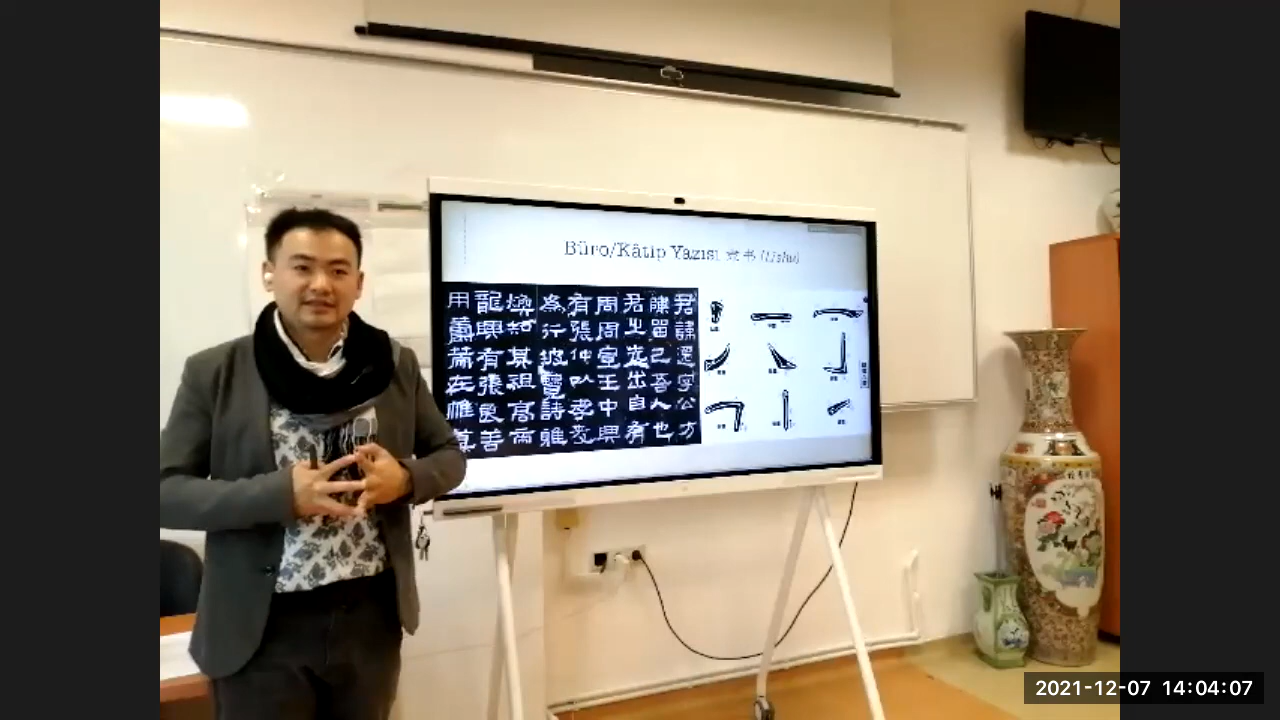 Büro/Kâtip Yazısı 隶书 (Lishu)
君諱遷字公方
陳留己吾人也
君之先出自有
周周宣王中興
有張仲以孝友
為行披覽詩雅
煥知其祖高帝
龍興有張良善
用籌策在帷幕
2021-12-07 14:04:07